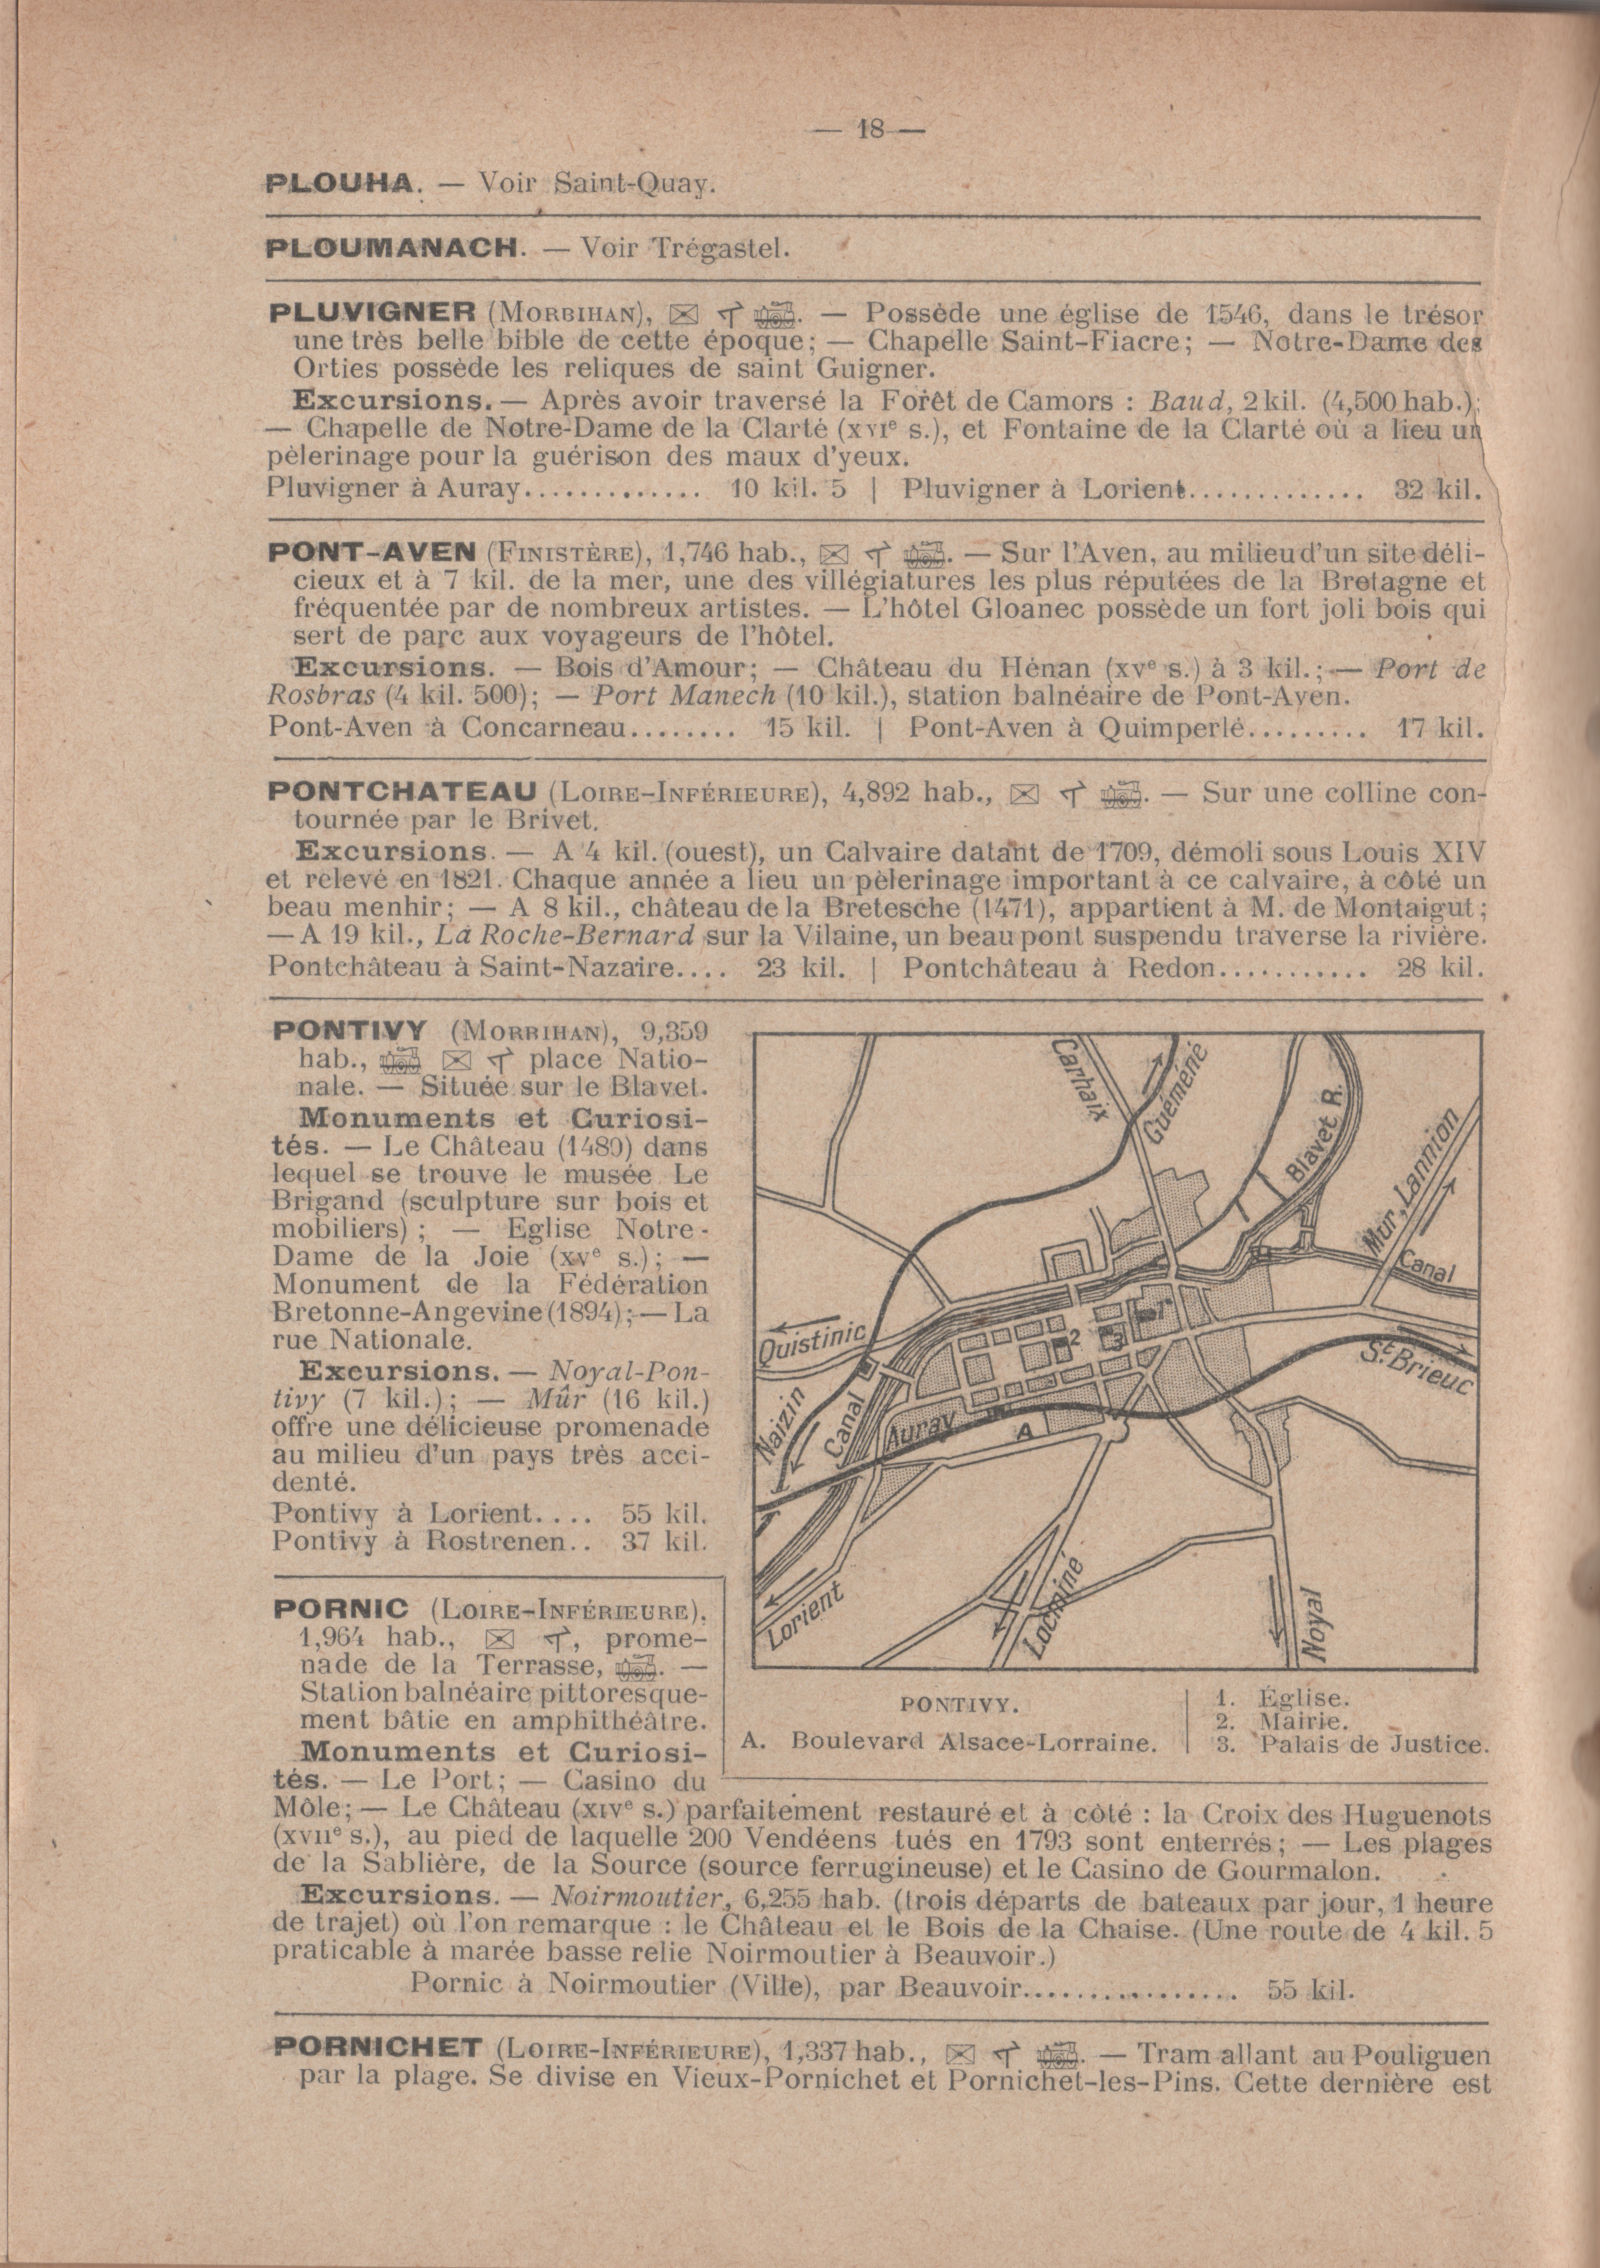 — 18 —
PLOUHA. — Voir Saint-Quay.
PLOUMANACH. — Voir Trégastel.
PLUVIGNER (MORBIHAN), . — Possède une église de 1546, dans le trésor
une très belle bible de cette époque; — Chapelle Saint-Fiacre; — Notre-Dame des
Orties possède les reliques de saint Guigner.
Excursions. — Après avoir traversé la Forêt de Camors : Baud, 2 kil. (4,500 hab.);
— Chapelle de Notre-Dame de la Clarté (XVIe s.), et Fontaine de la Clarté où a lieu un
pèlerinage pour la guérison des maux d'yeux.
Pluvigner à Auray............. 10 kil. 5 | Pluvigner à Lorient............. 32 kil.
PONT-AVEN (FINISTÈRE), 1,746 hab., . — Sur l'Aven, au milieu d'un site déli-
cieux et à 7 kil. de la mer, une des villégiatures les plus réputées de la Bretagne et
fréquentée par de nombreux artistes. — L'hôtel Gloanec possède un fort joli bois qui
sert de parc aux voyageurs de l'hôtel.
Excursions. — Bois d'Amour; — Château du Hénan (XVe s.) à 3 kil.; — Port de
Rosbras (4 kil. 500); — Port Manech (10 kil.), station balnéaire de Pont-Aven.
Pont-Aven à Concarneau........ 15 kil. | Pont-Aven à Quimperlé......... 17 kil.
PONTCHATEAU (LOIRE-INFÉRIEURE), 4,892 hab., . — Sur une colline con-
tournée par le Brivet.
Excursions. — A 4 kil. (ouest), un Calvaire datant de 1709, démoli sous Louis XIV
et relevé en 1821. Chaque année a lieu un pèlerinage important à ce calvaire, à côté un
beau menhir; — A 8 kil., château de la Bretesche (1471), appartient à M. de Montaigut;
— A 19 kil., La Roche-Bernard sur la Vilaine, un beau pont suspendu traverse la rivière.
Pontchâteau à Saint-Nazaire.... 23 kil. | Pontchâteau à Redon........... 28 kil.
PONTIVY (MORBIHAN), 9,359
hab., place Natio-
nale. — Située sur le Blavet.
Monuments et Curiosi-
tés. — Le Château (1480) dans
lequel se trouve le musée Le
Brigand (sculpture sur bois et
mobiliers) ; — Eglise Notre-
Dame de la Joie (XVe s.); —
Monument de la Fédération
Bretonne-Angevine (1894); — La
rue Nationale.
Excursions. — Noyal-Pon-
tivy (7 kil.); — Mûr (16 kil.)
offre une délicieuse promenade
au milieu d'un pays très acci-
denté.
Pontivy à Lorient.... 55 kil.
Pontivy à Rostrenen.. 37 kil.
Carhaix
Guéméné
Blavet R.
Mur, Lannion
Canal
Quistinic
St Brieuc
Naizin
Canal
Auray
A
1
2
3
Lorient
Locminé
Noyal
PONTIVY.
A. Boulevard Alsace-Lorraine.
1. Église.
2. Mairie.
3. Palais de Justice.
PORNIC (LOIRE-INFÉRIEURE).
1,964 hab., , prome-
nade de la Terrasse, . —
Station balnéaire pittoresque-
ment bâtie en amphithéâtre.
Monuments et Curiosi-
tés. — Le Port; — Casino du
Môle; — Le Château (XIVe s.) parfaitement restauré et à côté : la Croix des Huguenots
(XVIIe s.), au pied de laquelle 200 Vendéens tués en 1793 sont enterrés; — Les plages
de la Sablière, de la Source (source ferrugineuse) et le Casino de Gourmalon.
Excursions. — Noirmoutier, 6,255 hab. (trois départs de bateaux par jour, 1 heure
de trajet) où l'on remarque : le Château et le Bois de la Chaise. (Une route de 4 kil. 5
praticable à marée basse relie Noirmoutier à Beauvoir.)
Pornic à Noirmoutier (Ville), par Beauvoir................ 55 kil.
PORNICHET (LOIRE-INFÉRIEURE), 1,337 hab., . — Tram allant au Pouliguen
par la plage. Se divise en Vieux-Pornichet et Pornichet-les-Pins. Cette dernière est